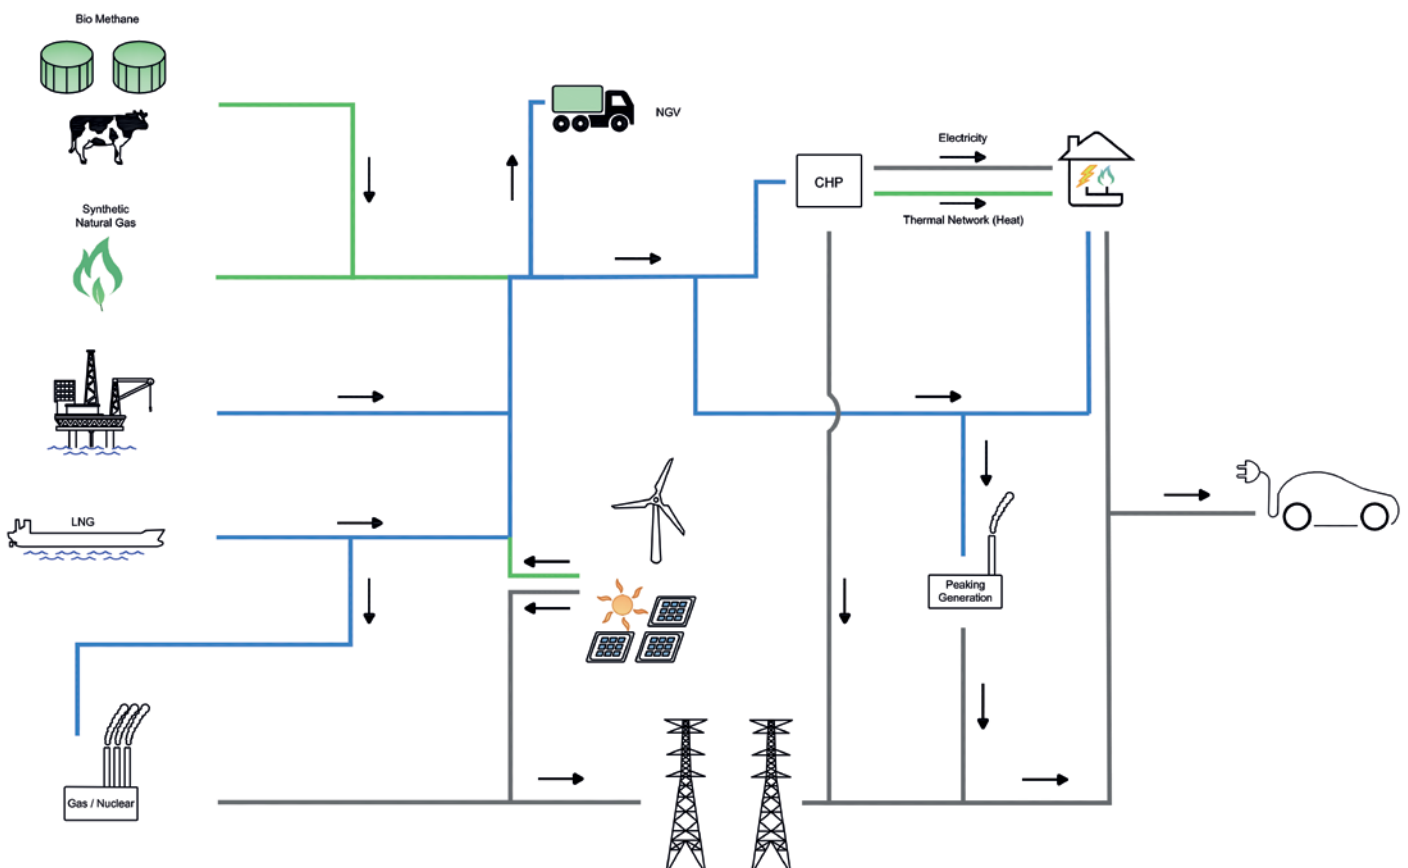 Bio Methane
NGV
Electricity
CHP
Thermal Network (Heat)
Synthetic
Natural Gas
LNG
Peaking
Generation
Gas / Nuclear